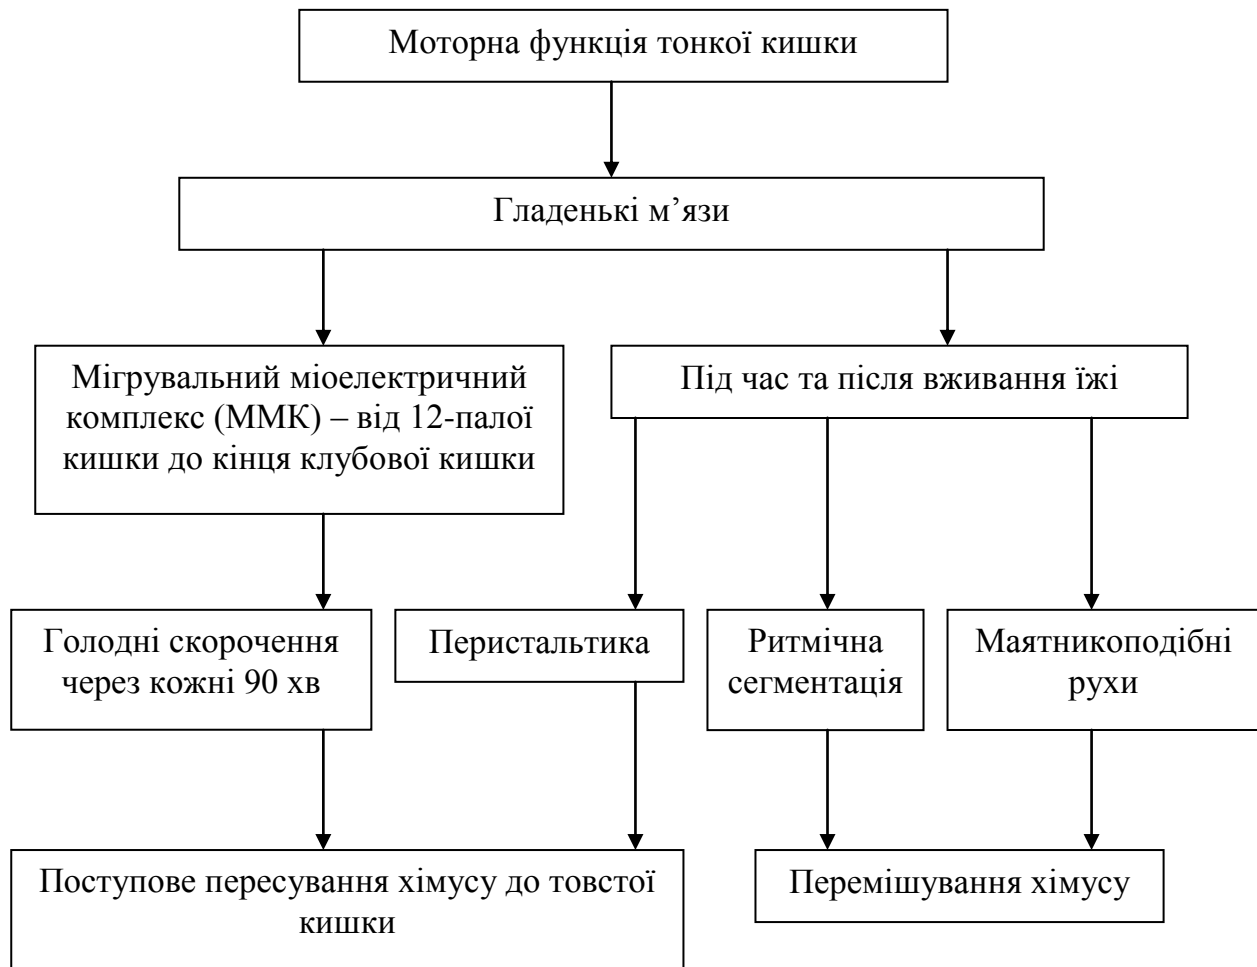 Моторна функція тонкої кишки
Гладенькі м’язи
Мігрувальний міоелектричний
комплекс (ММК) – від 12-палої
кишки до кінця клубової кишки
Під час та після вживання їжі
Голодні скорочення
через кожні 90 хв
Перистальтика
Ритмічна
сегментація
Маятникоподібні
рухи
Поступове пересування хімусу до товстої
кишки
Перемішування хімусу